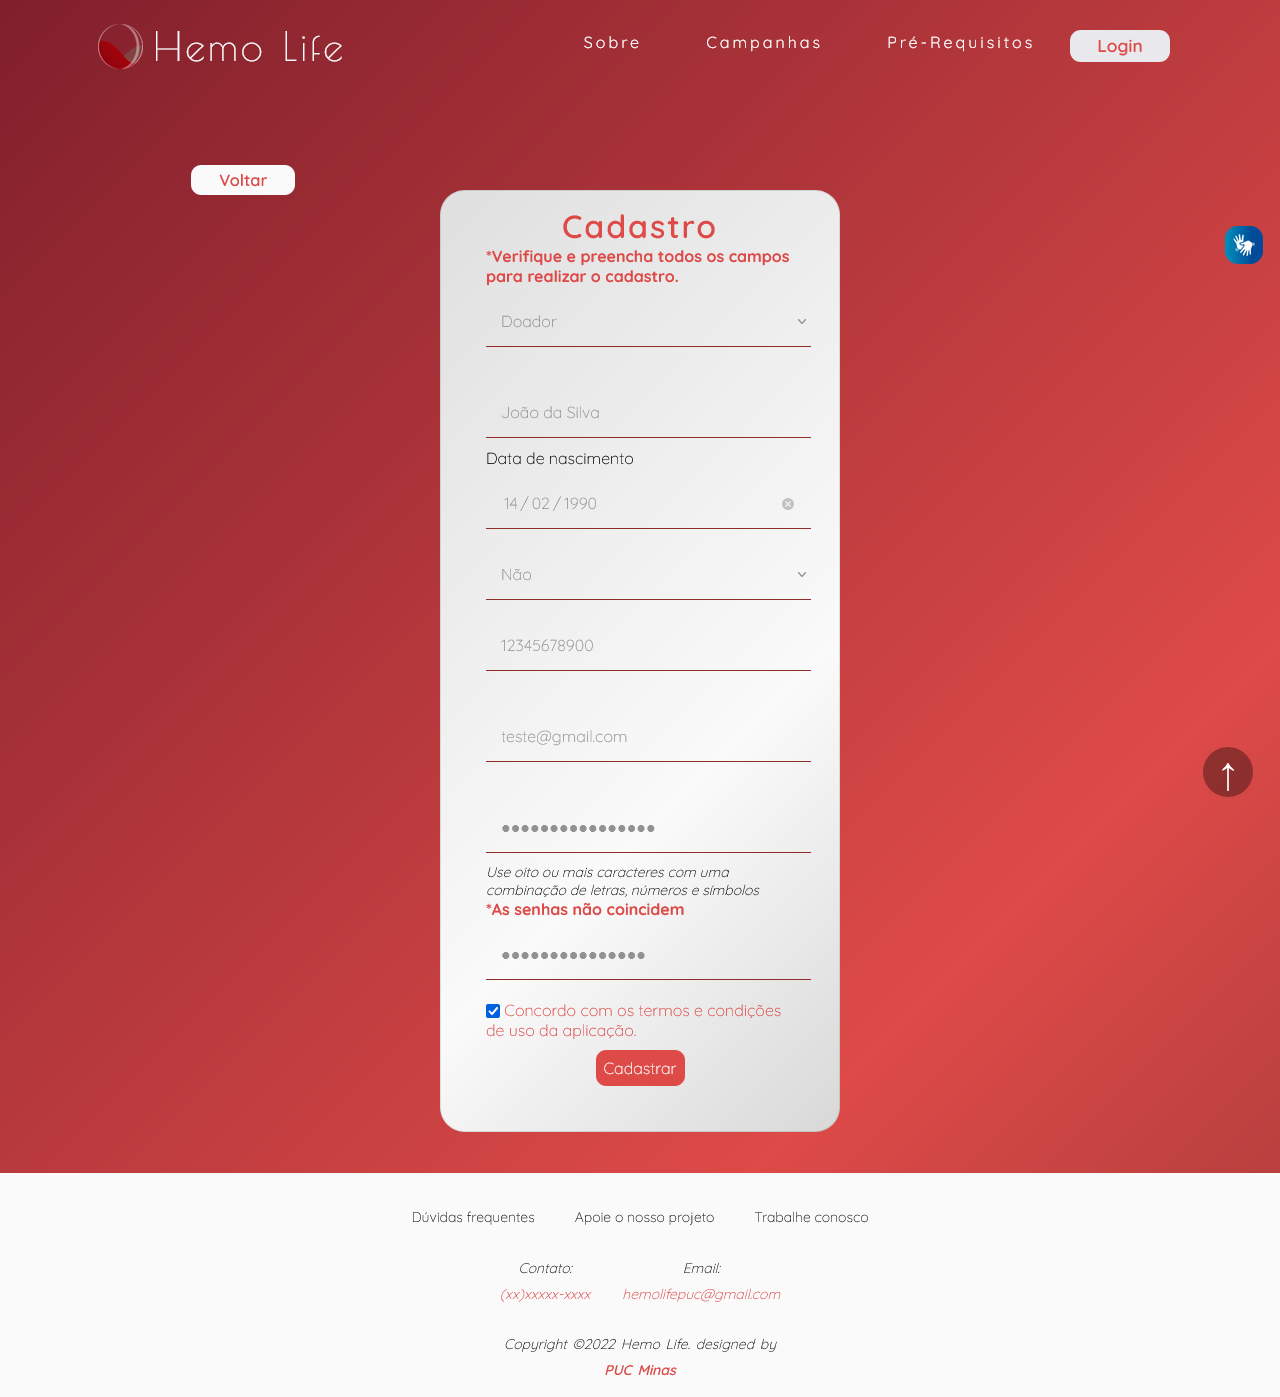 Hemo Life
Sobre
Campanhas
Pré-Requisitos
Login
Voltar
Cadastro
*Verifique e preencha todos os campos
para realizar o cadastro.
Doador
João da Silva
Data de nascimento
14 / 02 / 1990
Não
12345678900
teste@gmail.com
••••••••••••••••
Use oito ou mais caracteres com uma
combinação de letras, números e símbolos
*As senhas não coincidem
•••••••••••••••
Concordo com os termos e condições
de uso da aplicação.
Cadastrar
↑
Dúvidas frequentes
Apoie o nosso projeto
Trabalhe conosco
Contato:
Email:
(xx)xxxxx-xxxx
hemolifepuc@gmail.com
Copyright ©2022 Hemo Life. designed by
PUC Minas